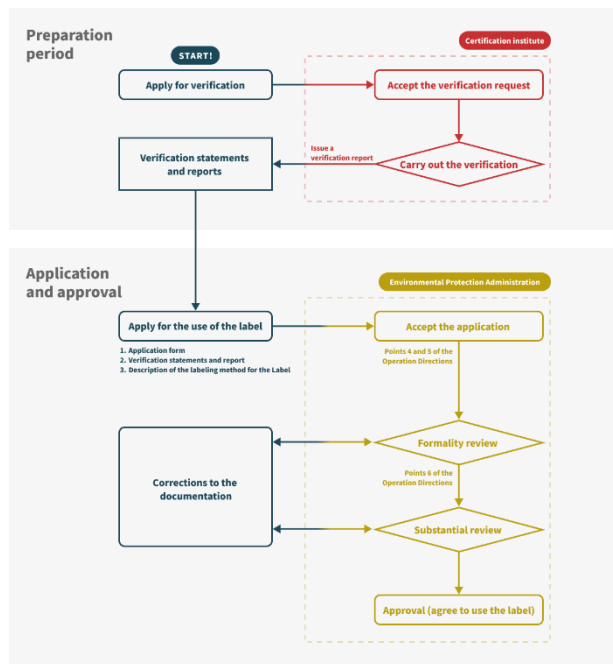 Preparation
period
START!
Certification institute
Apply for verification
Accept the verification request
Issue a
verification report
Verification statements
and reports
Carry out the verification
Application
and approval
Environmental Protection Administration
Apply for the use of the label
Accept the application
1. Application form
2. Verification statements and report
3. Description of the labeling method for the Label
Points 4 and 5 of the
Operation Directions
Formality review
Points 6 of the
Operation Directions
Corrections to the
documentation
Substantial review
Approval (agree to use the label)